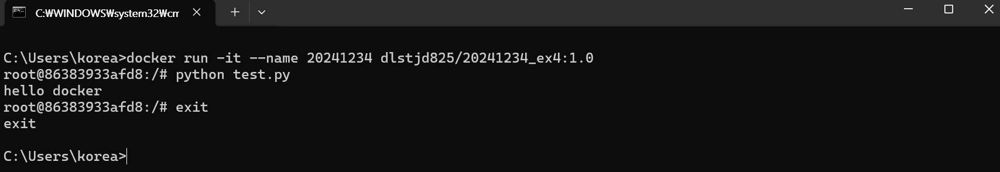 C:₩WINDOWS₩system32₩cm
C:\Users\korea>docker run -it --name 20241234 dlstjd825/20241234_ex4:1.0
root@86383933afd8:/# python test.py
hello docker
root@86383933afd8:/# exit
exit
C:\Users\korea>